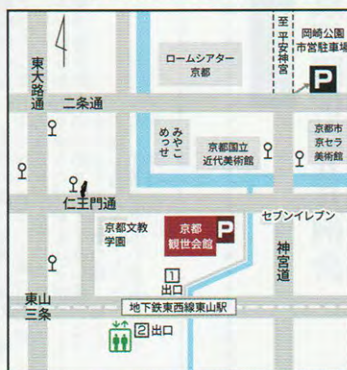 至 平安神宮
岡崎公園
市営駐車場
P
東大路通
ロームシアター
京都
二条通
みやこ
めっせ
京都国立
近代美術館
京都市
京セラ
美術館
仁王門通
セブンイレブン
京都文教
学園
京都
観世会館
P
神宮道
1
出口
東山
三条
地下鉄東西線東山駅
2 出口